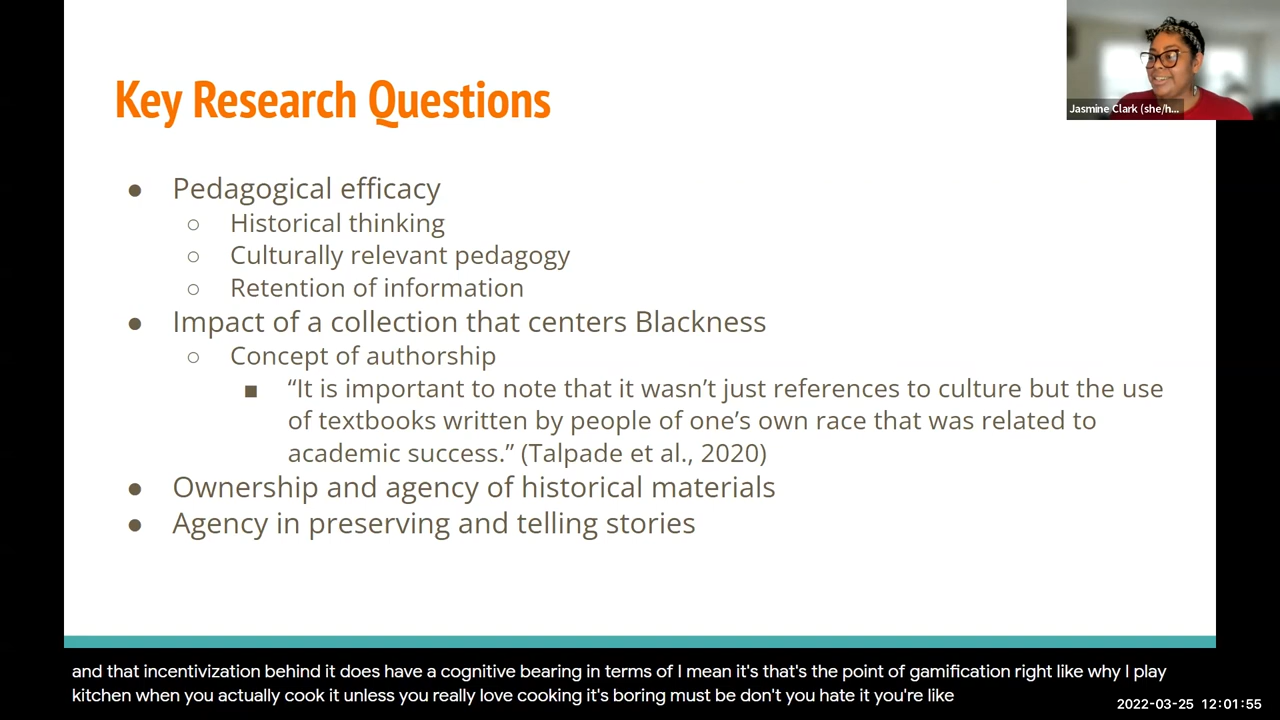 Key Research Questions
Jasmine Clark (she/h...
● Pedagogical efficacy
○ Historical thinking
○ Culturally relevant pedagogy
○ Retention of information
● Impact of a collection that centers Blackness
○ Concept of authorship
■ “It is important to note that it wasn’t just references to culture but the use
of textbooks written by people of one’s own race that was related to
academic success.” (Talpade et al., 2020)
● Ownership and agency of historical materials
● Agency in preserving and telling stories
and that incentivization behind it does have a cognitive bearing in terms of I mean it's that's the point of gamification right like why I play
kitchen when you actually cook it unless you really love cooking it's boring must be don't you hate it you're like
2022-03-25 12:01:55